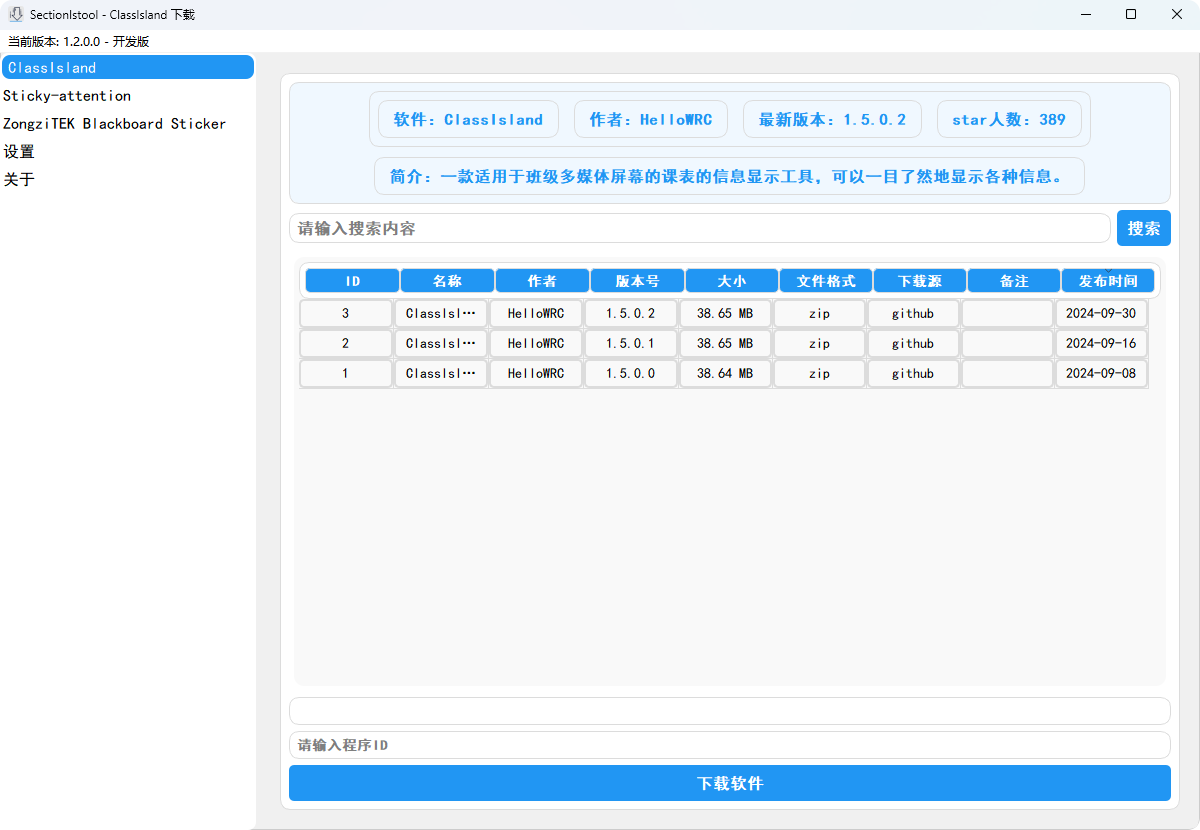 SectionIstool - ClassIsland 下载
当前版本: 1.2.0.0 - 开发版
ClassIsland
Sticky-attention
ZongziTEK Blackboard Sticker
设置
关于
软件：ClassIsland 作者：HelloWRC 最新版本：1.5.0.2 star人数：389
简介：一款适用于班级多媒体屏幕的课表的信息显示工具，可以一目了然地显示各种信息。
请输入搜索内容 搜索
ID 名称 作者 版本号 大小 文件格式 下载源 备注 发布时间
3 ClassIsl… HelloWRC 1.5.0.2 38.65 MB zip github 2024-09-30
2 ClassIsl… HelloWRC 1.5.0.1 38.65 MB zip github 2024-09-16
1 ClassIsl… HelloWRC 1.5.0.0 38.64 MB zip github 2024-09-08
请输入程序ID
下载软件